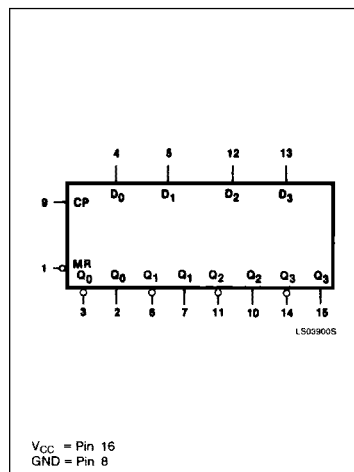 4 5 12 13
D0 D1 D2 D3
9 CP
1 MR
Q0 Q0 Q1 Q1 Q2 Q2 Q3 Q3
3 2 6 7 11 10 14 15
LS03900S
VCC = Pin 16
GND = Pin 8